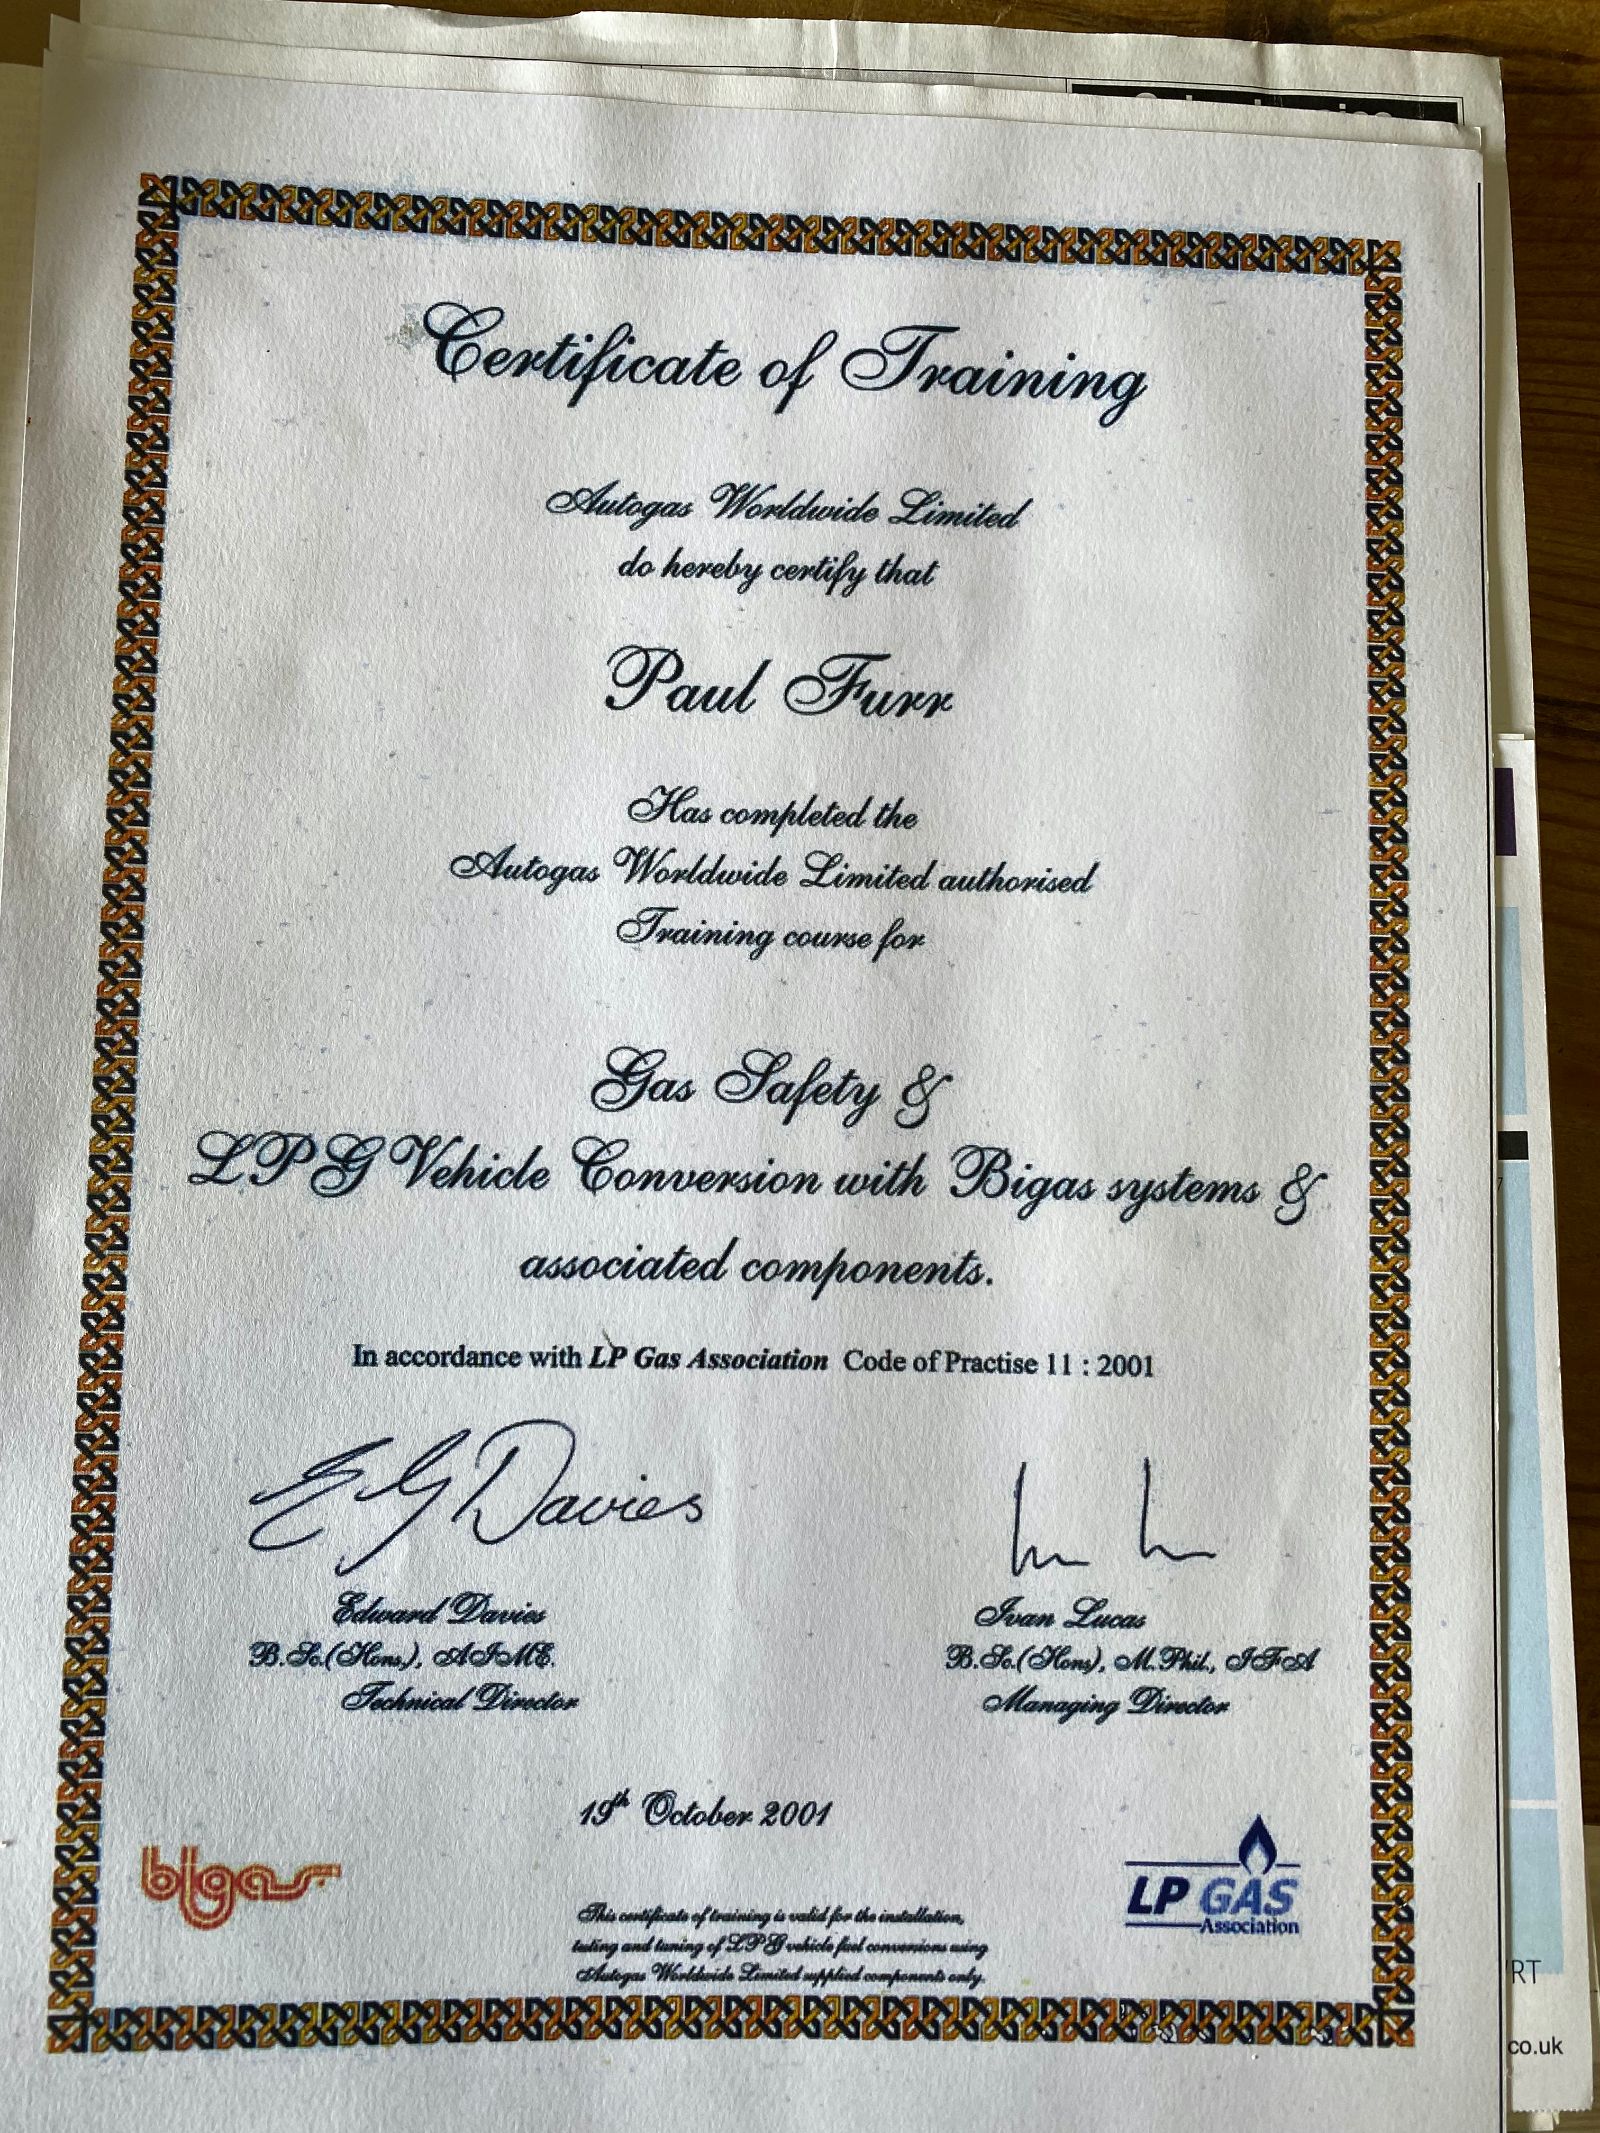 Certificate of Training
Autogas Worldwide Limited
do hereby certify that
Paul Furr
Has completed the
Autogas Worldwide Limited authorised
Training course for
Gas Safety &
LPG Vehicle Conversion with Bigas systems &
associated components.
In accordance with LP Gas Association Code of Practise 11 : 2001
E G Davies
Edward Davies
B.Sc.(Hons.), AIME.
Technical Director
Ivan Lucas
B.Sc.(Hons), M.Phil., IFA
Managing Director
19th October 2001
bigas
This certificate of training is valid for the installation,
testing and tuning of LPG vehicle fuel conversions using
Autogas Worldwide Limited supplied components only.
LP GAS
Association
RT
co.uk